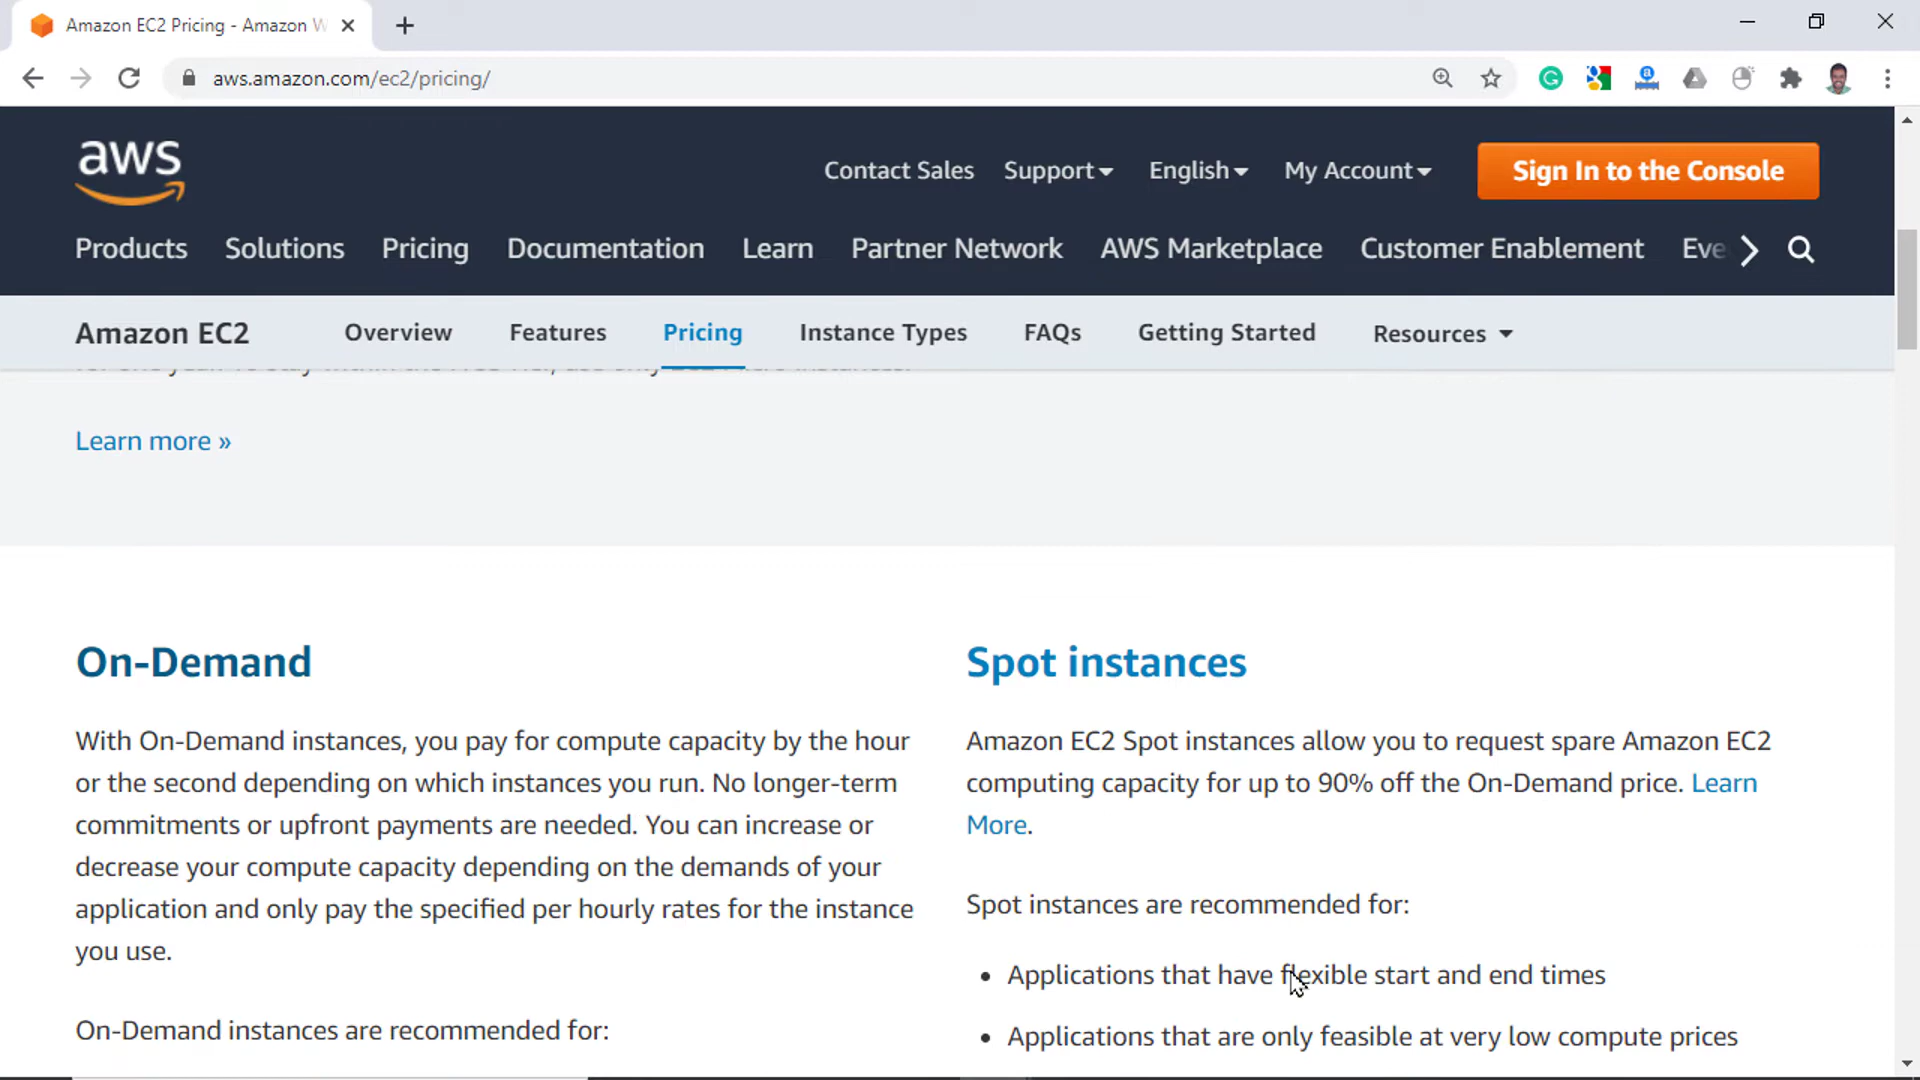 Amazon EC2 Pricing - Amazon W
aws.amazon.com/ec2/pricing/
aws
Contact Sales Support English My Account Sign In to the Console
Products Solutions Pricing Documentation Learn Partner Network AWS Marketplace Customer Enablement Eve
Amazon EC2 Overview Features Pricing Instance Types FAQs Getting Started Resources
Learn more »
On-Demand
With On-Demand instances, you pay for compute capacity by the hour
or the second depending on which instances you run. No longer-term
commitments or upfront payments are needed. You can increase or
decrease your compute capacity depending on the demands of your
application and only pay the specified per hourly rates for the instance
you use.
On-Demand instances are recommended for:
Spot instances
Amazon EC2 Spot instances allow you to request spare Amazon EC2
computing capacity for up to 90% off the On-Demand price. Learn
More.
Spot instances are recommended for:
• Applications that have flexible start and end times
• Applications that are only feasible at very low compute prices